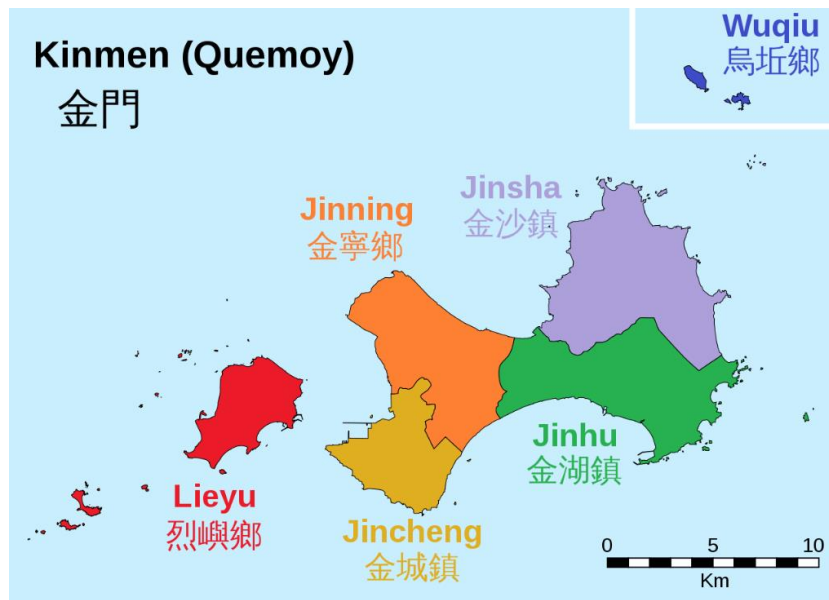 Kinmen (Quemoy)
金門
Wuqiu
烏坵鄉
Jinsha
金沙鎮
Jinning
金寧鄉
Jinhu
金湖鎮
Lieyu
烈嶼鄉
Jincheng
金城鎮
0 5 10
Km